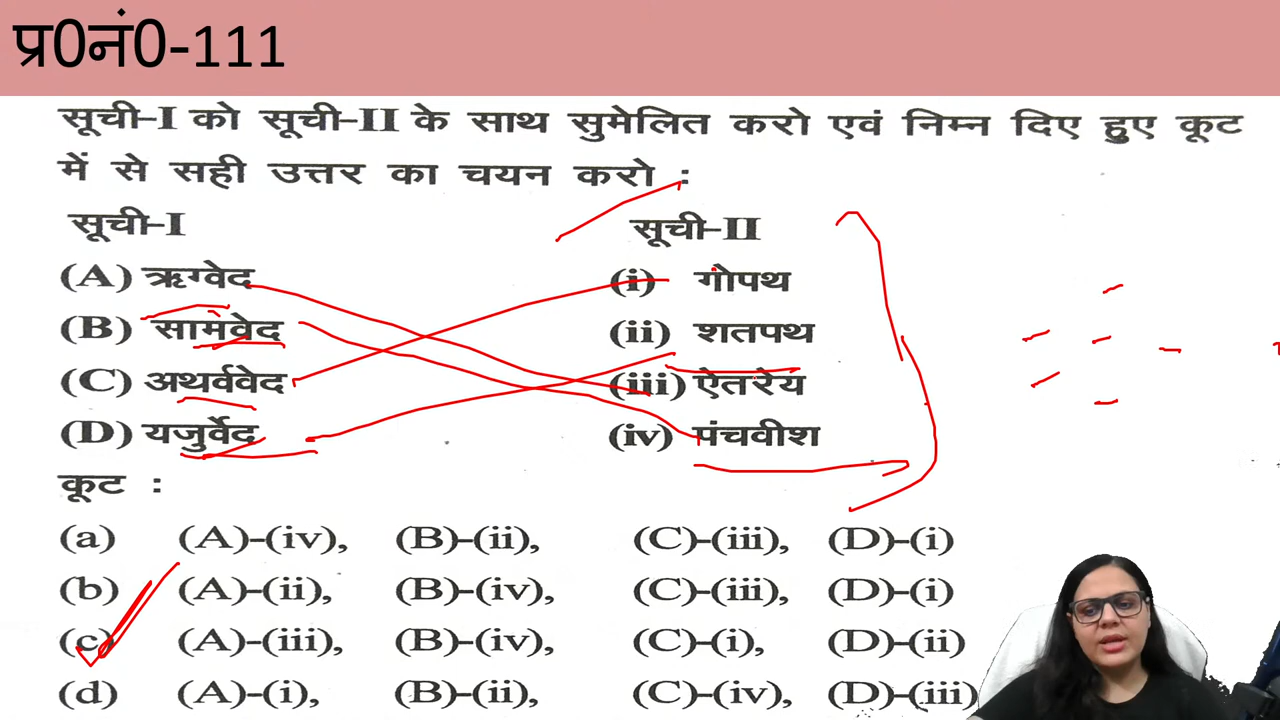 प्र0नं0-111
सूची-I को सूची-II के साथ सुमेलित करो एवं निम्न दिए हुए कूट
में से सही उत्तर का चयन करो :
सूची-I सूची-II
(A) ऋग्वेद (i) गोपथ
(B) सामवेद (ii) शतपथ
(C) अथर्ववेद (iii) ऐतरेय
(D) यजुर्वेद (iv) पंचवीश
कूट :
(a) (A)-(iv), (B)-(ii), (C)-(iii), (D)-(i)
(b) (A)-(ii), (B)-(iv), (C)-(iii), (D)-(i)
(c) (A)-(iii), (B)-(iv), (C)-(i), (D)-(ii)
(d) (A)-(i), (B)-(ii), (C)-(iv), (D)-(iii)